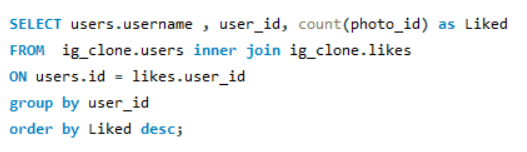 SELECT users.username , user_id, count(photo_id) as Liked
FROM  ig_clone.users inner join ig_clone.likes
ON users.id = likes.user_id
group by user_id
order by Liked desc;